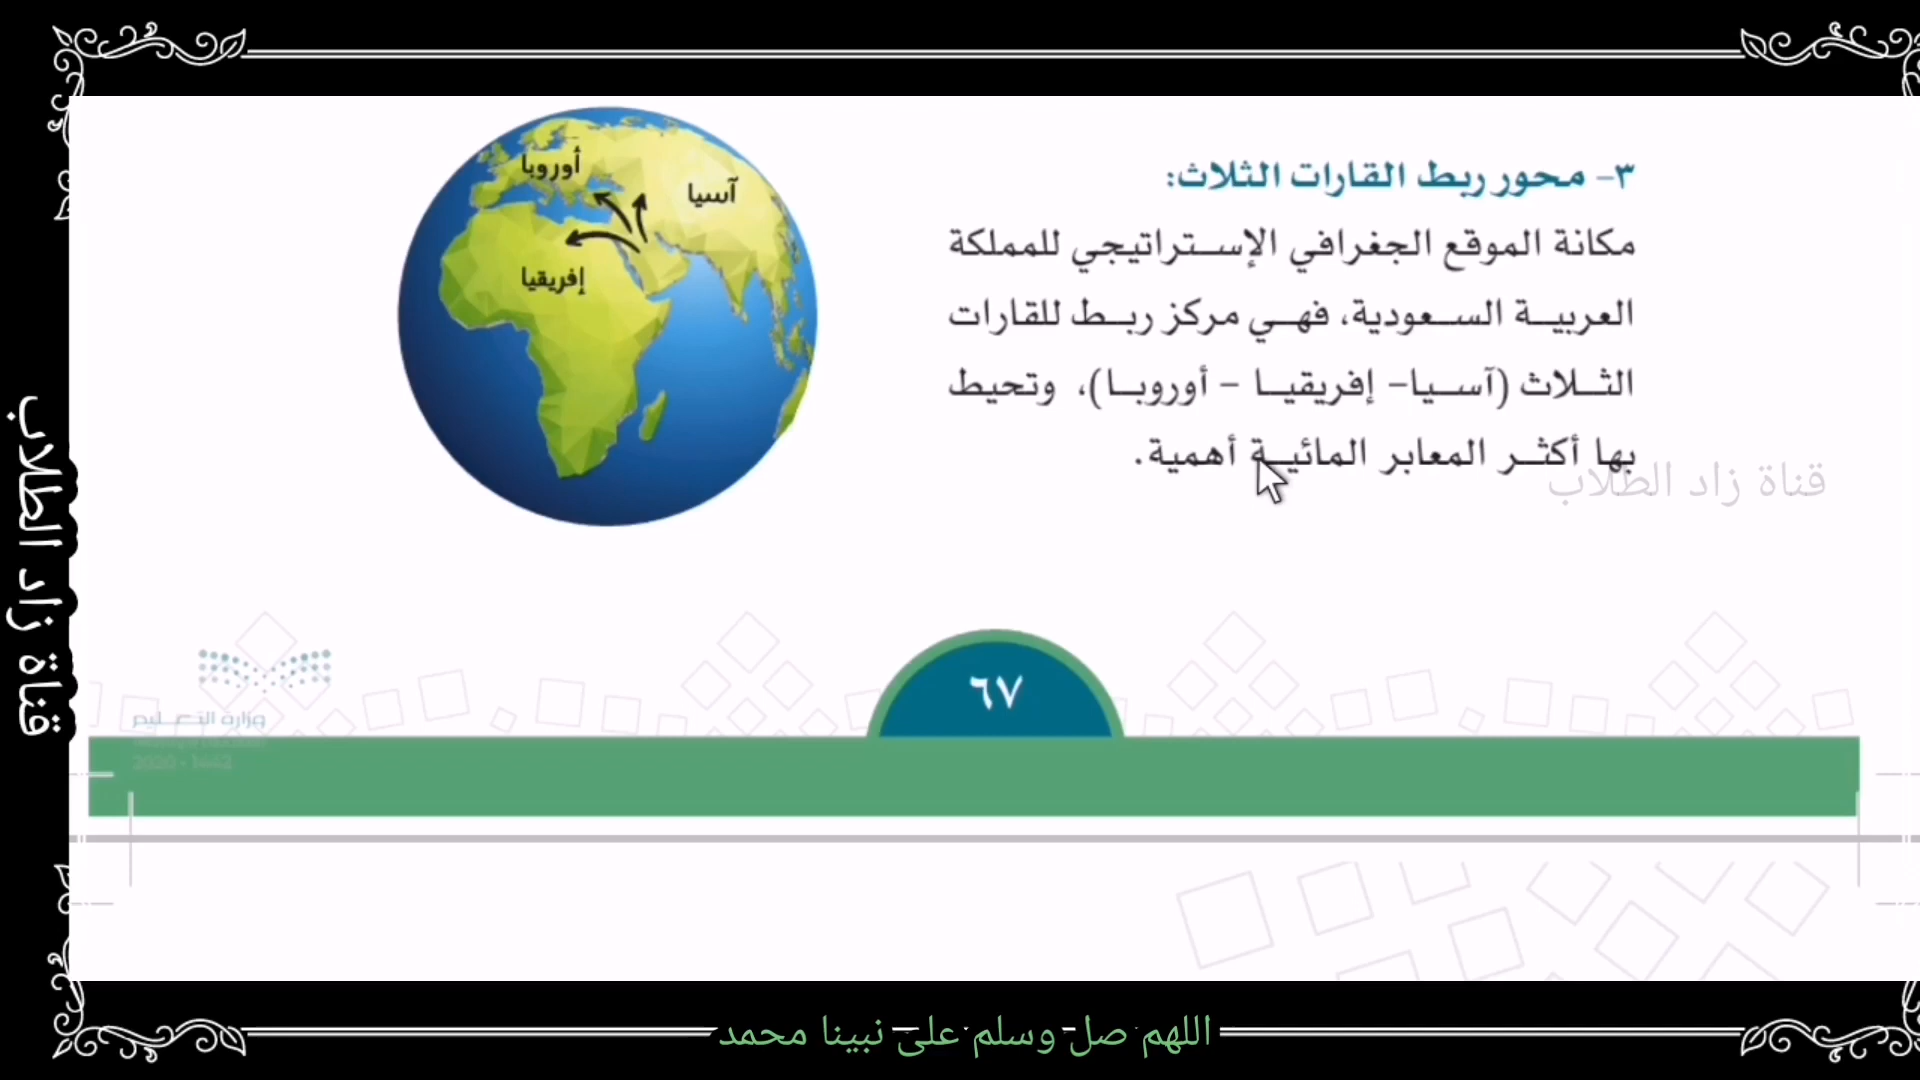 أوروبا
آسيا
إفريقيا
٣- محور ربط القارات الثلاث:
مكانة الموقع الجغرافي الإستراتيجي للمملكة
العربية السعودية، فهي مركز ربط للقارات
الثلاث (آسيا- إفريقيا - أوروبا)، وتحيط
بها أكثر المعابر المائية أهمية.
قناة زاد الطلاب
قناة زاد الطلاب
٦٧
وزارة التعليم
2020 - 1442
اللهم صل وسلم على نبينا محمد